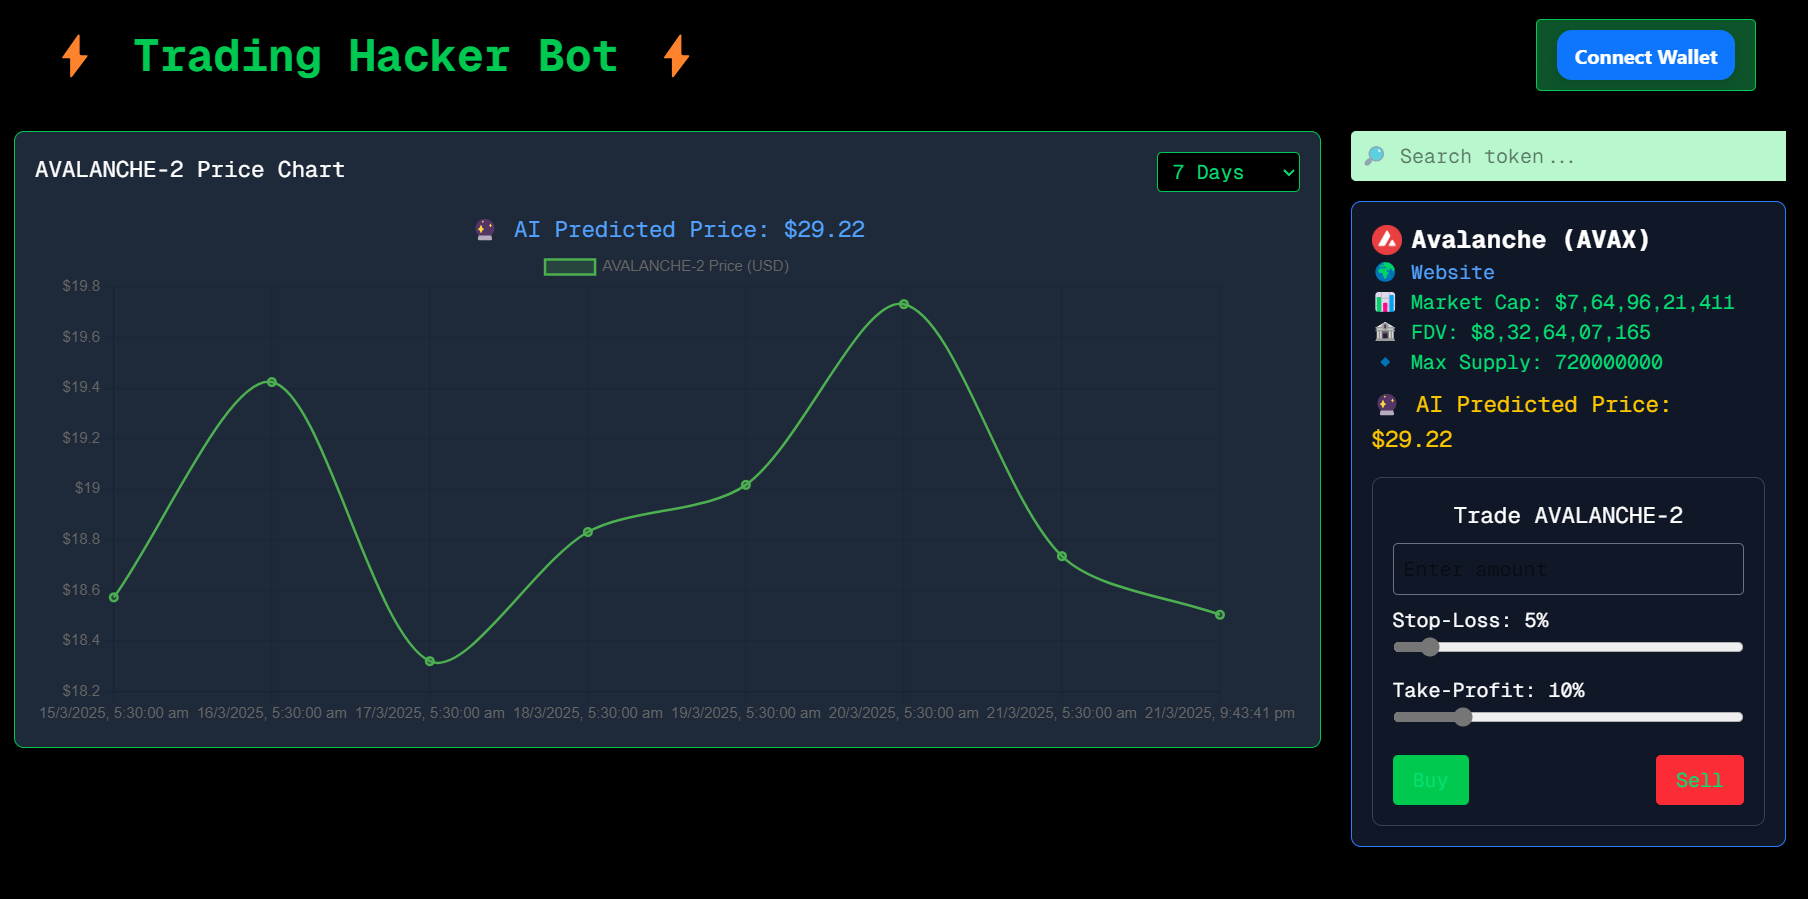 ⚡ Trading Hacker Bot ⚡
Connect Wallet
AVALANCHE-2 Price Chart
7 Days
🔮 AI Predicted Price: $29.22
AVALANCHE-2 Price (USD)
$19.8
$19.6
$19.4
$19.2
$19
$18.8
$18.6
$18.4
$18.2
15/3/2025, 5:30:00 am 16/3/2025, 5:30:00 am 17/3/2025, 5:30:00 am 18/3/2025, 5:30:00 am 19/3/2025, 5:30:00 am 20/3/2025, 5:30:00 am 21/3/2025, 5:30:00 am 21/3/2025, 9:43:41 pm
🔎 Search token...
Avalanche (AVAX)
🌍 Website
📊 Market Cap: $7,64,96,21,411
🏛 FDV: $8,32,64,07,165
🔹 Max Supply: 720000000
🔮 AI Predicted Price:
$29.22
Trade AVALANCHE-2
Enter amount
Stop-Loss: 5%
Take-Profit: 10%
Buy
Sell